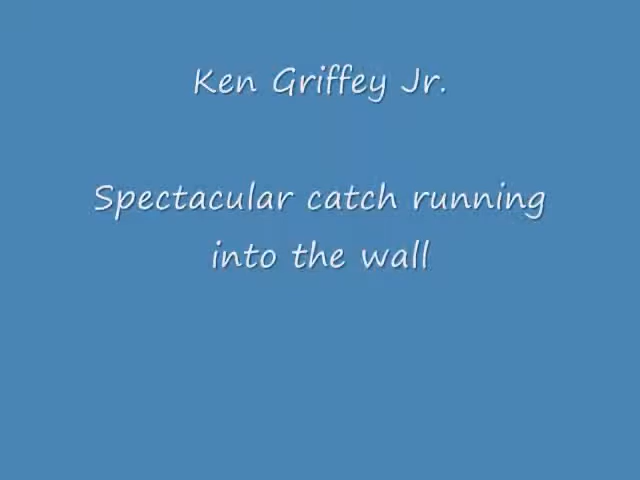 Ken Griffey Jr.
Spectacular catch running
into the wall